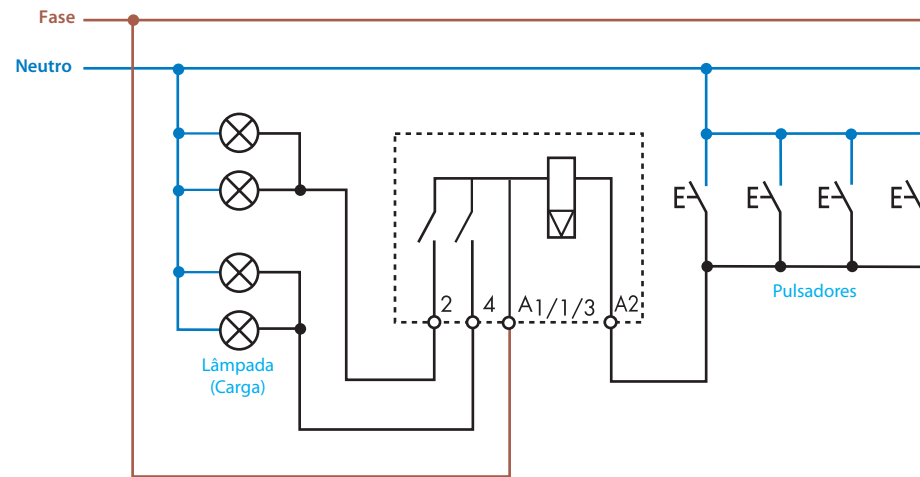 Fase
Neutro
2
4
A1/1/3
A2
Pulsadores
Lâmpada
(Carga)